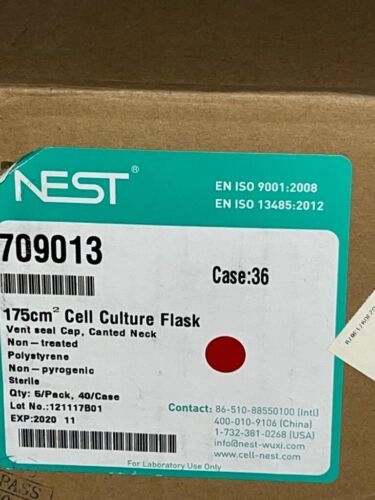 NEST®
EN ISO 9001:2008
EN ISO 13485:2012
709013
Case:36
175cm² Cell Culture Flask
Vent seal Cap, Canted Neck
Non-treated
Polystyrene
Non-pyrogenic
Sterile
Qty: 5/Pack, 40/Case
Lot No.:121117B01
EXP:2020 11
Contact: 86-510-88550100 (Intl)
400-010-9106 (China)
1-732-381-0268 (USA)
info@nest-wuxi.com
www.cell-nest.com
For Laboratory Use Only
PASS